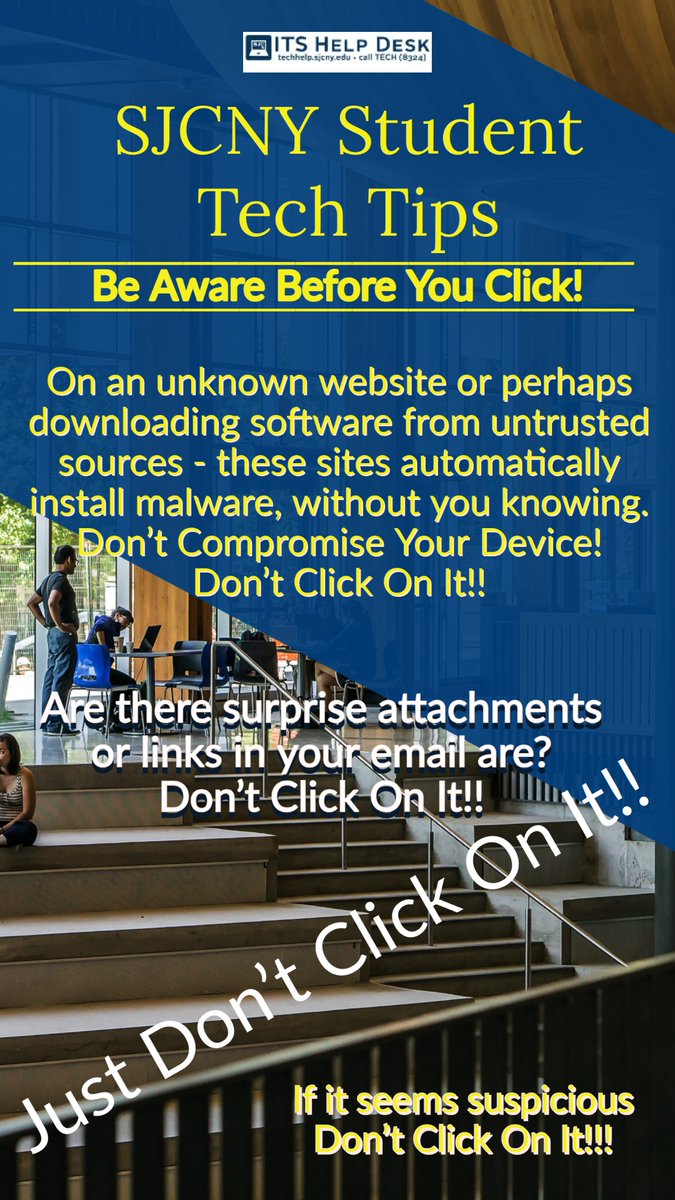 ITS HELP DESK
techhelp.sjcny.edu • call TECH (8324)
SJCNY Student
Tech Tips
Be Aware Before You Click!
On an unknown website or perhaps
downloading software from untrusted
sources - these sites automatically
install malware, without you knowing.
Don't Compromise Your Device!
Don't Click On It!!
Are there surprise attachments
or links in your email are?
Don't Click On It!!
Just Don't Click On It!!
If it seems suspicious
Don't Click On It!!!